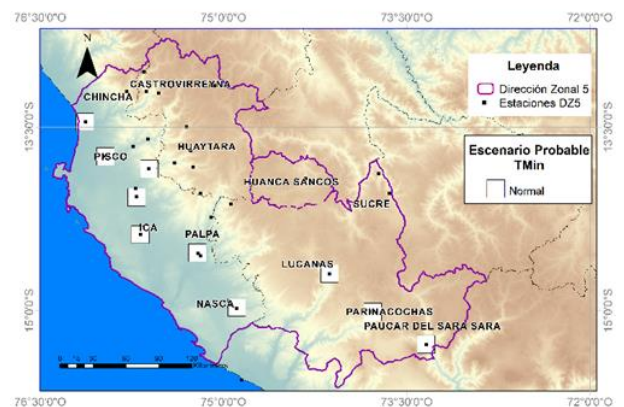 76°30'0"O 75°0'0"O 73°30'0"O 72°0'0"O
N
Leyenda
Dirección Zonal 5
Estaciones DZ5
Escenario Probable
TMin
Normal
CASTROVIRREYNA
CHINCHA
13°30'0"S 13°30'0"S
PISCO
HUAYTARA
HUANCA SANCOS
SUCRE
ICA
PALPA
LUCANAS
NASCA
PARINACOCHAS
PAUCAR DEL SARA SARA
15°0'0"S 15°0'0"S
76°30'0"O 75°0'0"O 73°30'0"O 72°0'0"O